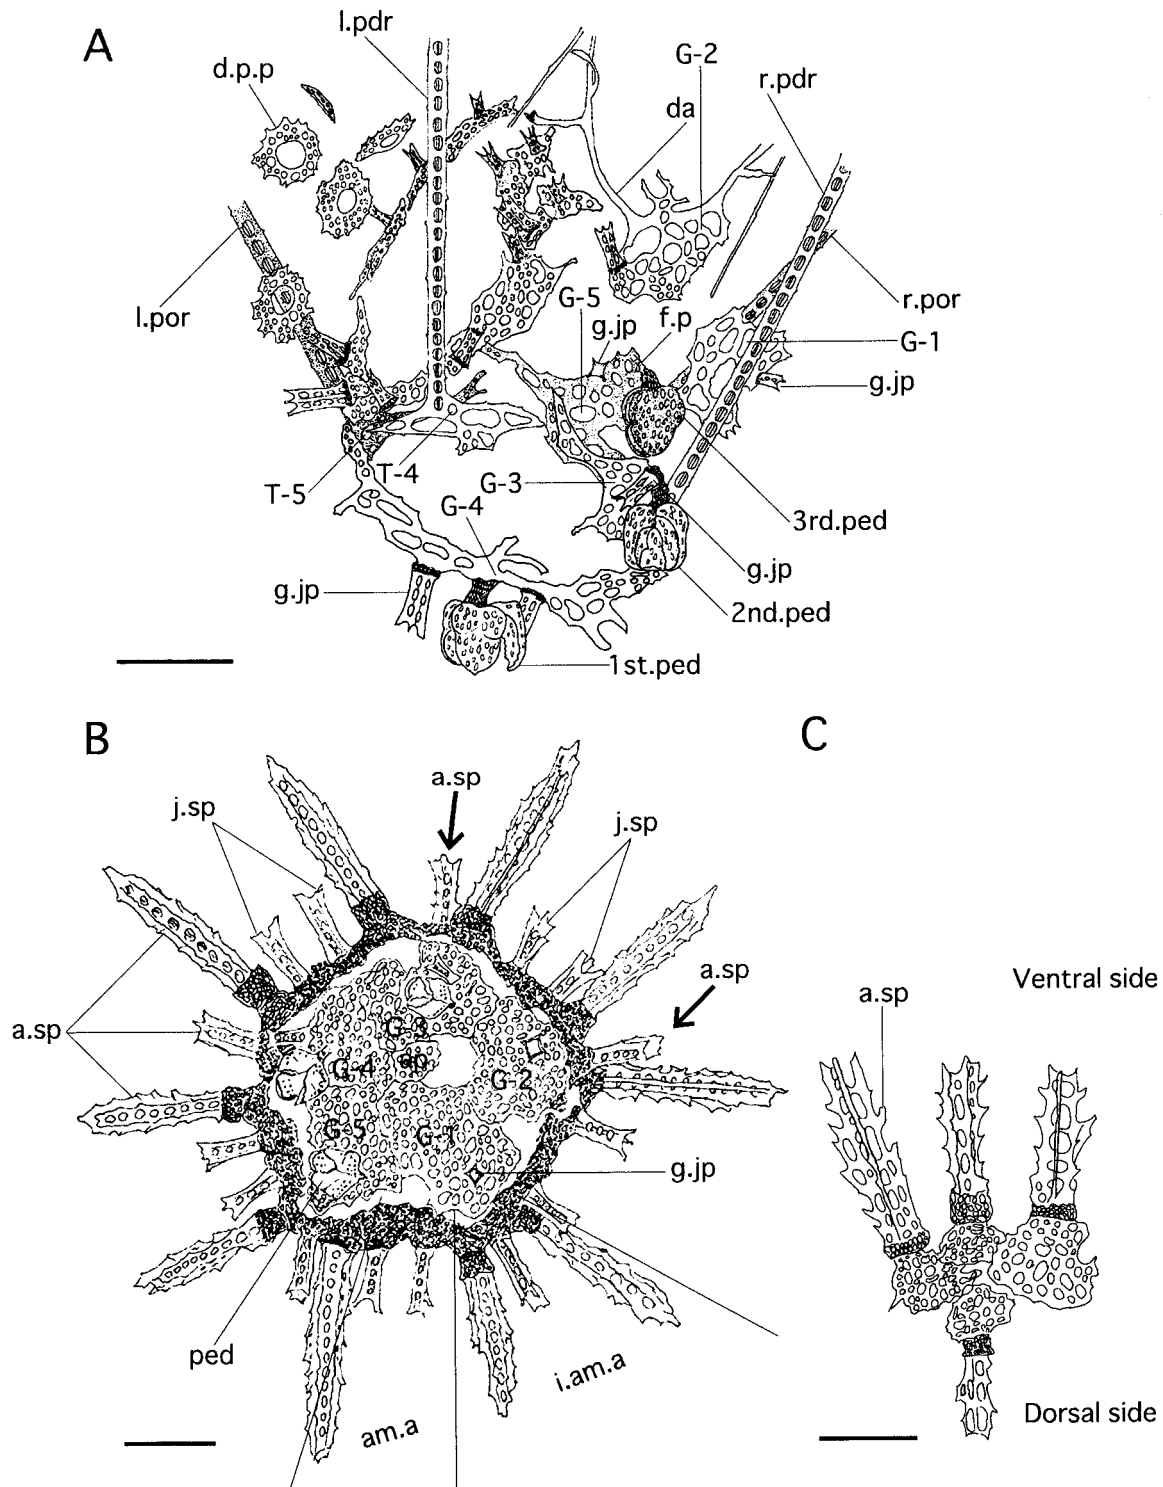 A
l.pdr
d.p.p
G-2
r.pdr
da
l.por
G-5
g.jp
f.p
r.por
G-1
g.jp
T-4
T-5
G-3
G-4
3rd.ped
g.jp
g.jp
2nd.ped
1st.ped
B
C
a.sp
j.sp
j.sp
a.sp
Ventral side
a.sp
a.sp
G-3
G-4
G-2
G-5
G-1
g.jp
ped
i.am.a
am.a
Dorsal side